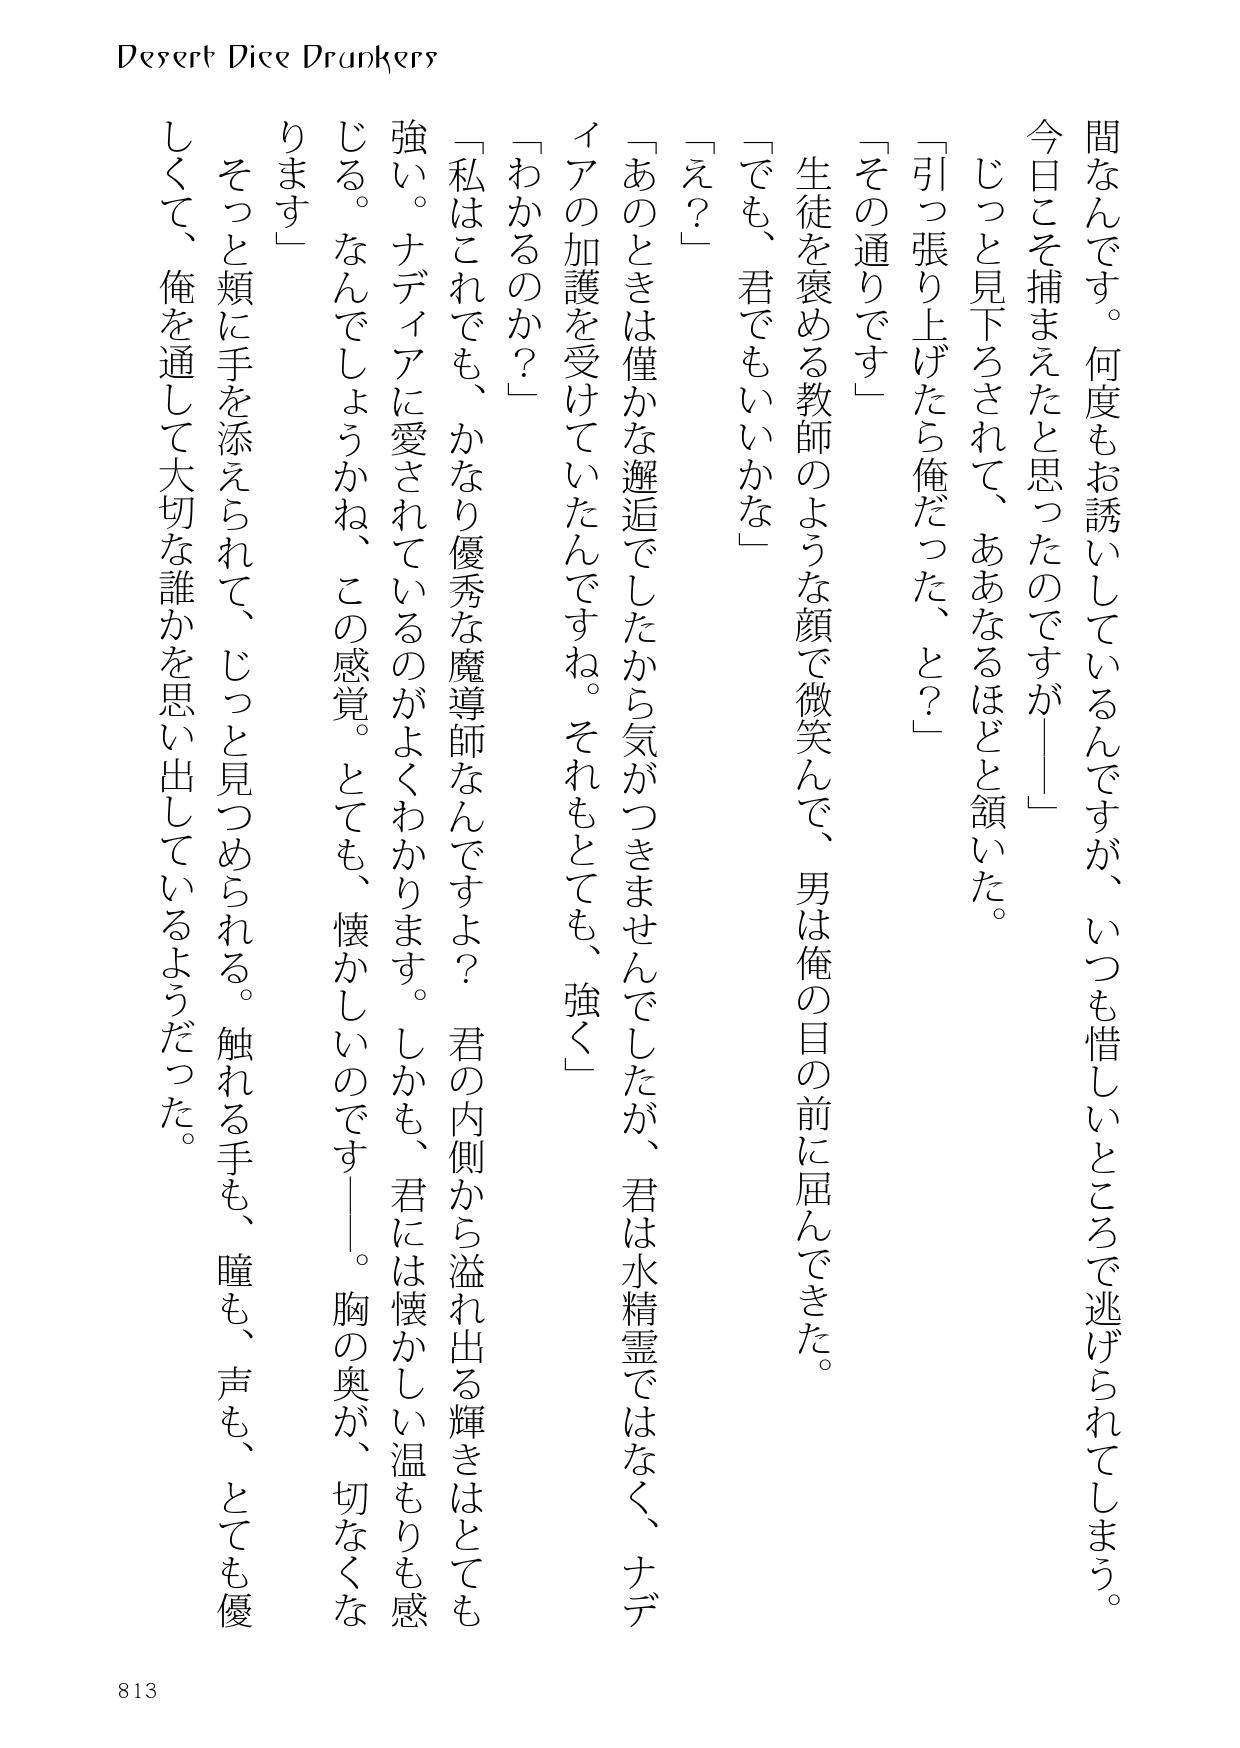 Desert Dice Drunkers
間なんです。何度もお誘いしているんですが、いつも惜しいところで逃げられてしまう。
今日こそ捕まえたと思ったのですが――」
　じっと見下ろされて、ああなるほどと頷いた。
「引っ張り上げたら俺だった、と？」
「その通りです」
　生徒を褒める教師のような顔で微笑んで、男は俺の目の前に屈んできた。
「でも、君でもいいかな」
「え？」
「あのときは僅かな邂逅でしたから気がつきませんでしたが、君は水精霊ではなく、ナデ
ィアの加護を受けていたんですね。それもとても、強く」
「わかるのか？」
「私はこれでも、かなり優秀な魔導師なんですよ？　君の内側から溢れ出る輝きはとても
強い。ナディアに愛されているのがよくわかります。しかも、君には懐かしい温もりも感
じる。なんでしょうかね、この感覚。とても、懐かしいのです――。胸の奥が、切なくな
ります」
　そっと頬に手を添えられて、じっと見つめられる。触れる手も、瞳も、声も、とても優
しくて、俺を通して大切な誰かを思い出しているようだった。
813